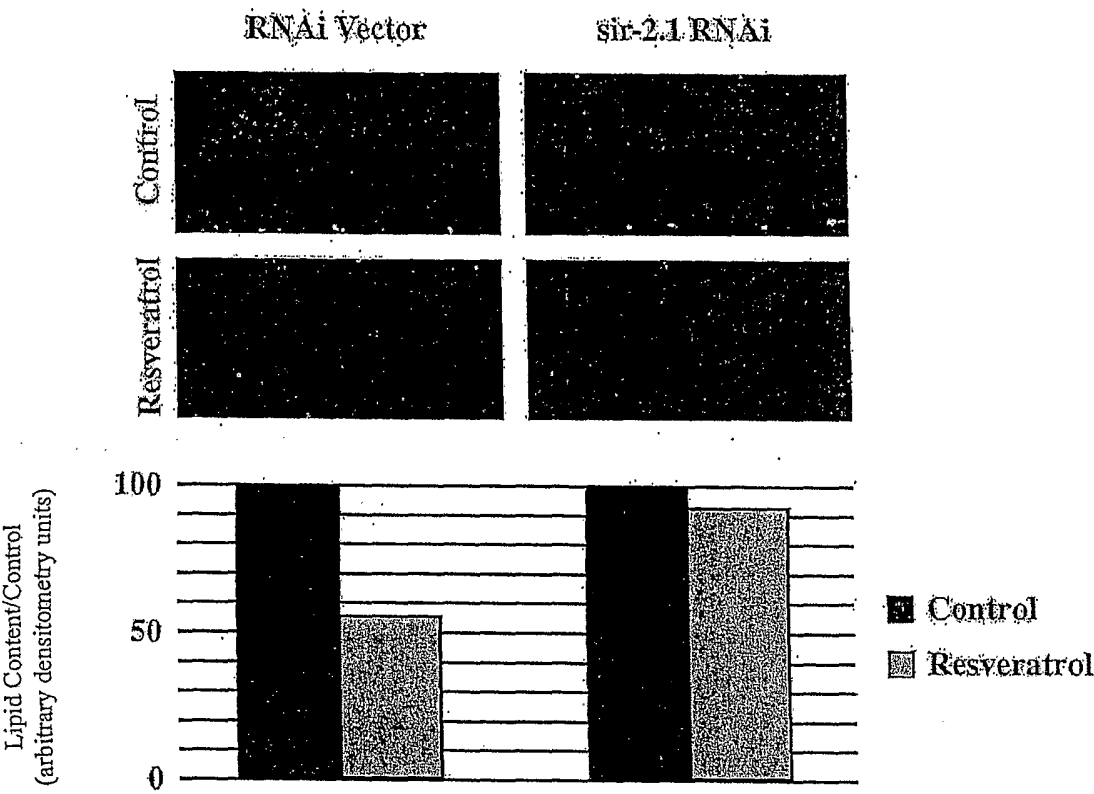 RNAi Vector
sir-2.1 RNAi
Control
Resveratrol
100
50
0
Lipid Content/Control
(arbitrary densitometry units)
Control
Resveratrol